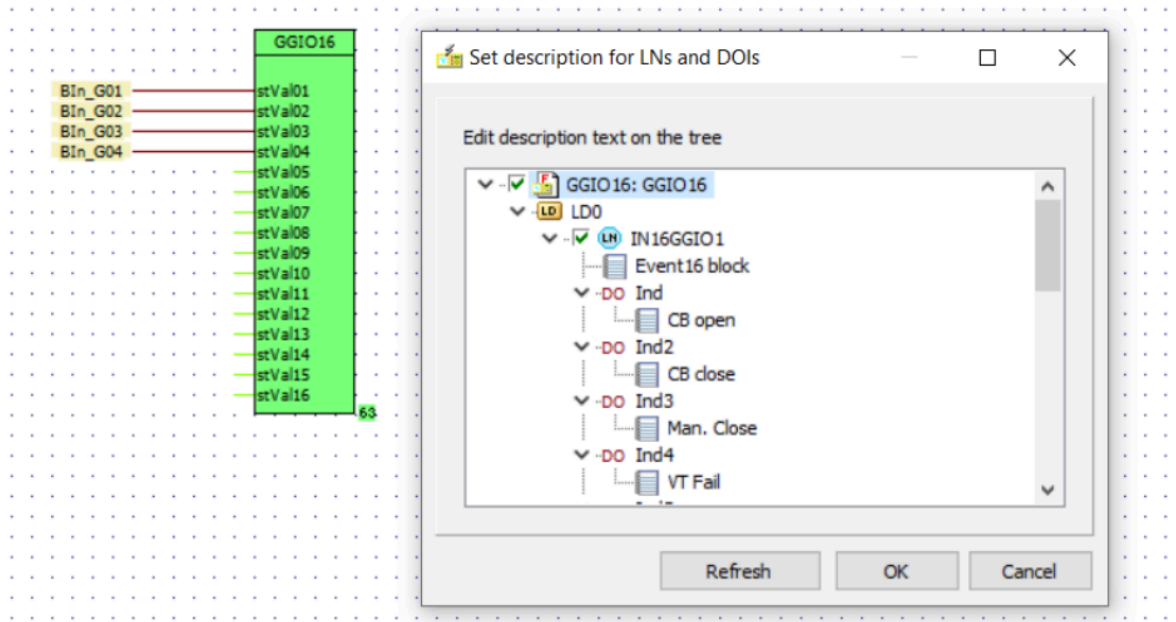 GGIO16
BIn_G01
BIn_G02
BIn_G03
BIn_G04
stVal01
stVal02
stVal03
stVal04
stVal05
stVal06
stVal07
stVal08
stVal09
stVal10
stVal11
stVal12
stVal13
stVal14
stVal15
stVal16
63
Set description for LNs and DOIs
Edit description text on the tree
F GGIO16: GGIO16
LD LD0
LN IN16GGIO1
Event16 block
DO Ind
CB open
DO Ind2
CB close
DO Ind3
Man. Close
DO Ind4
VT Fail
Refresh OK Cancel